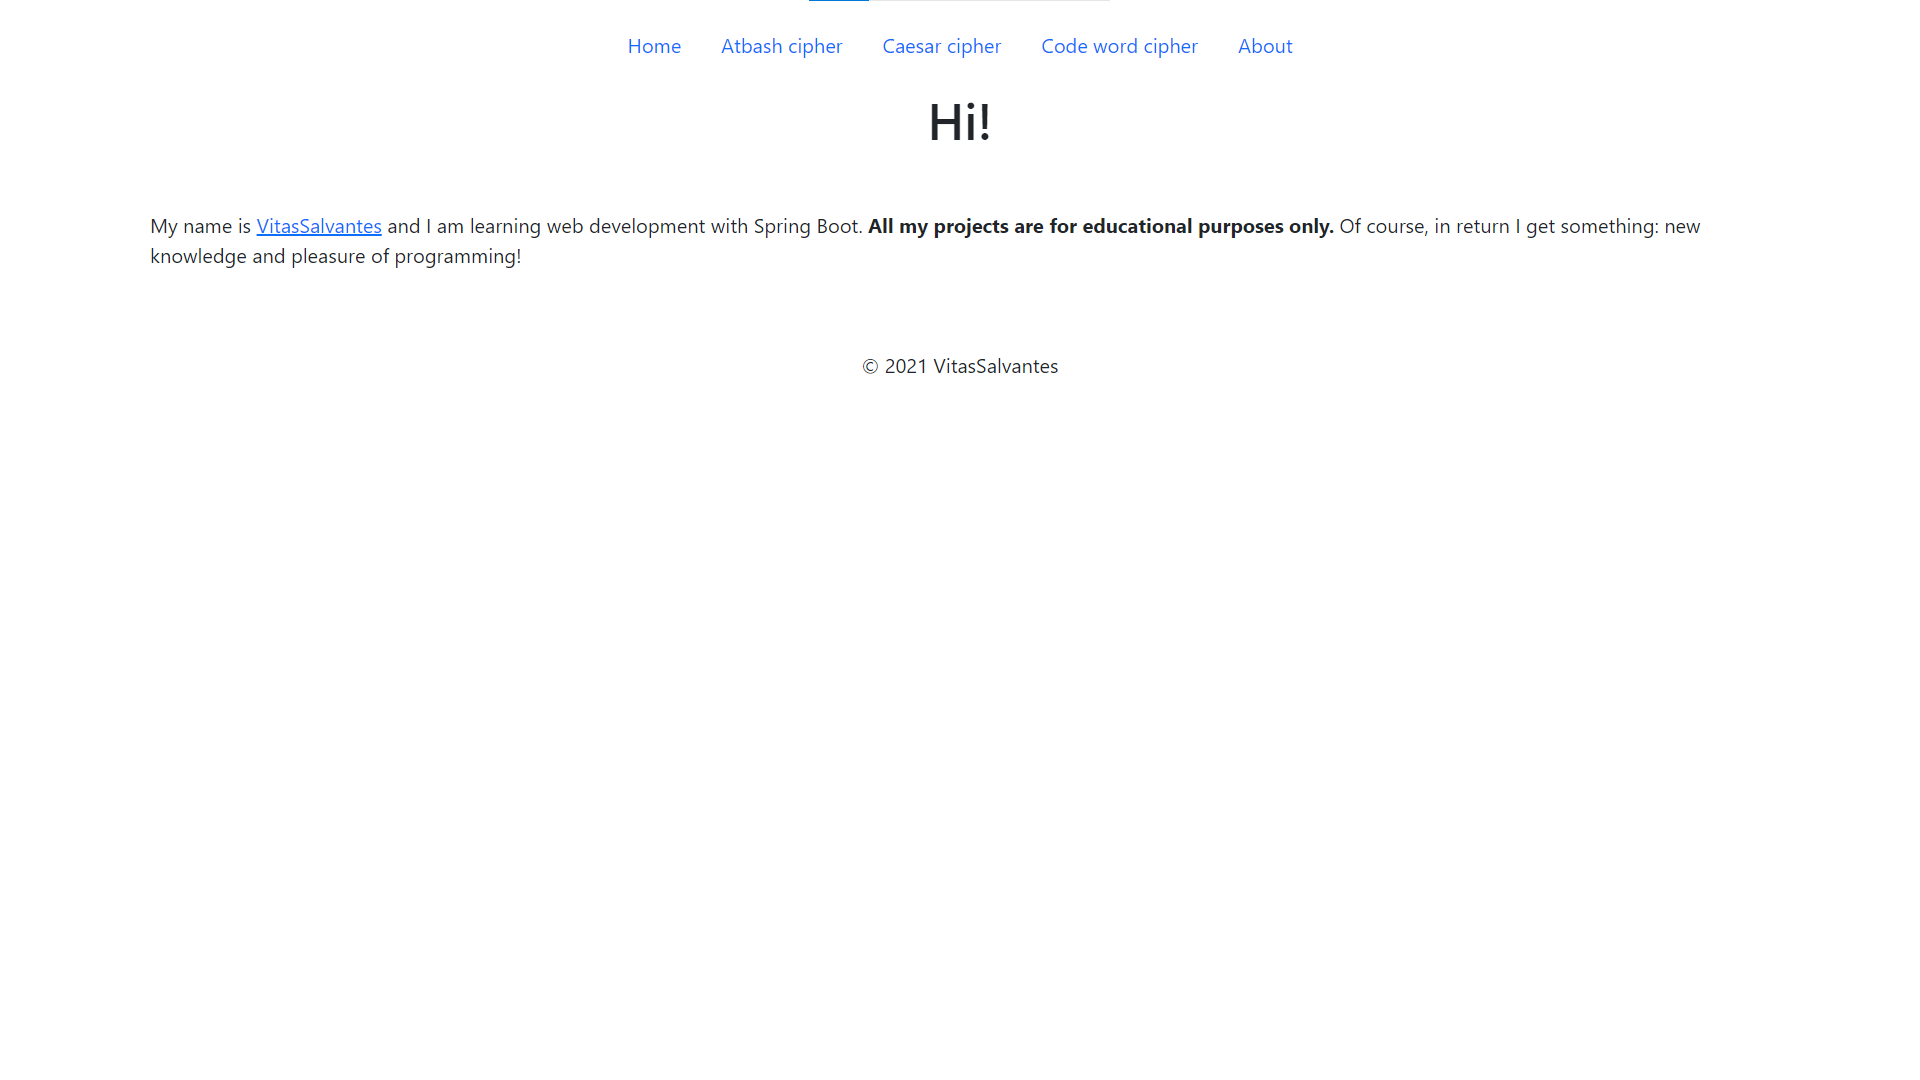 Home Atbash cipher Caesar cipher Code word cipher About
Hi!
My name is VitasSalvantes and I am learning web development with Spring Boot. All my projects are for educational purposes only. Of course, in return I get something: new
knowledge and pleasure of programming!
© 2021 VitasSalvantes